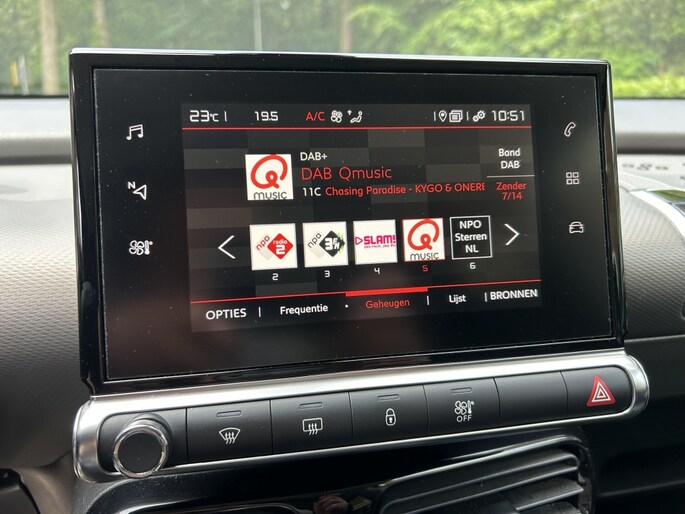 23°C | 19.5 A/C 10:51
DAB+
DAB Qmusic
11C Chasing Paradise - KYGO & ONERE
Band
DAB
Zender
7/14
Q
MUSIC
N
npo
radio
2
npo
3FM
SLAM!
Q
MUSIC
NPO
Sterren
NL
2 3 4 5 6
OPTIES | Frequentie • Geheugen | Lijst | BRONNEN
OFF